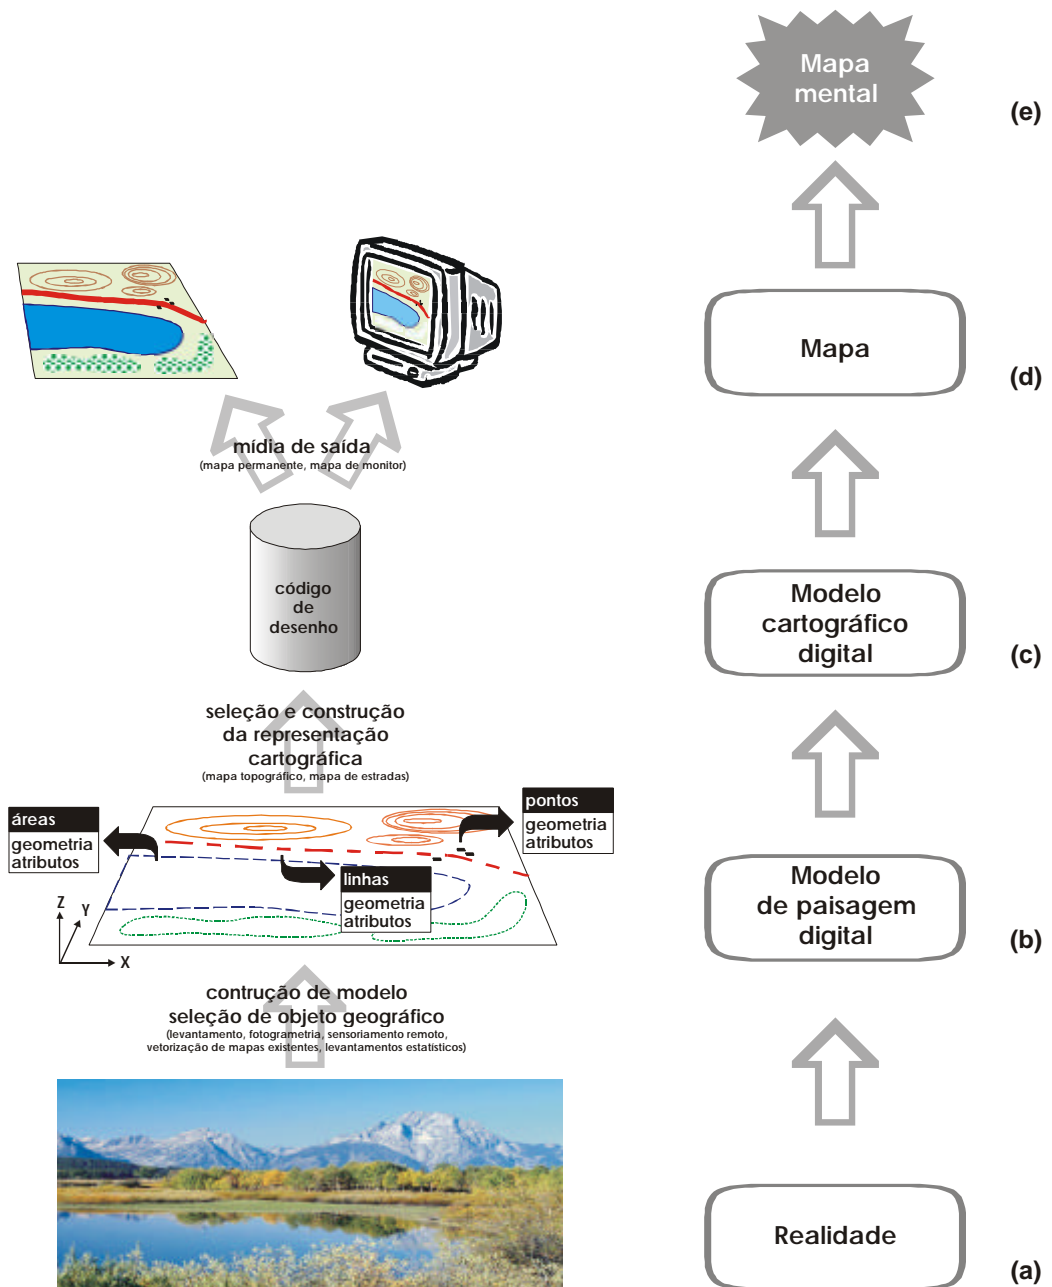 Mapa
mental
(e)
Mapa
(d)
mídia de saída
(mapa permanente, mapa de monitor)
código
de
desenho
Modelo
cartográfico
digital
(c)
seleção e construção
da representação
cartográfica
(mapa topográfico, mapa de estradas)
áreas
geometria
atributos
pontos
geometria
atributos
linhas
geometria
atributos
Z
Y
X
Modelo
de paisagem
digital
(b)
contrução de modelo
seleção de objeto geográfico
(levantamento, fotogrametria, sensoriamento remoto,
vetorização de mapas existentes, levantamentos estatísticos)
Realidade
(a)